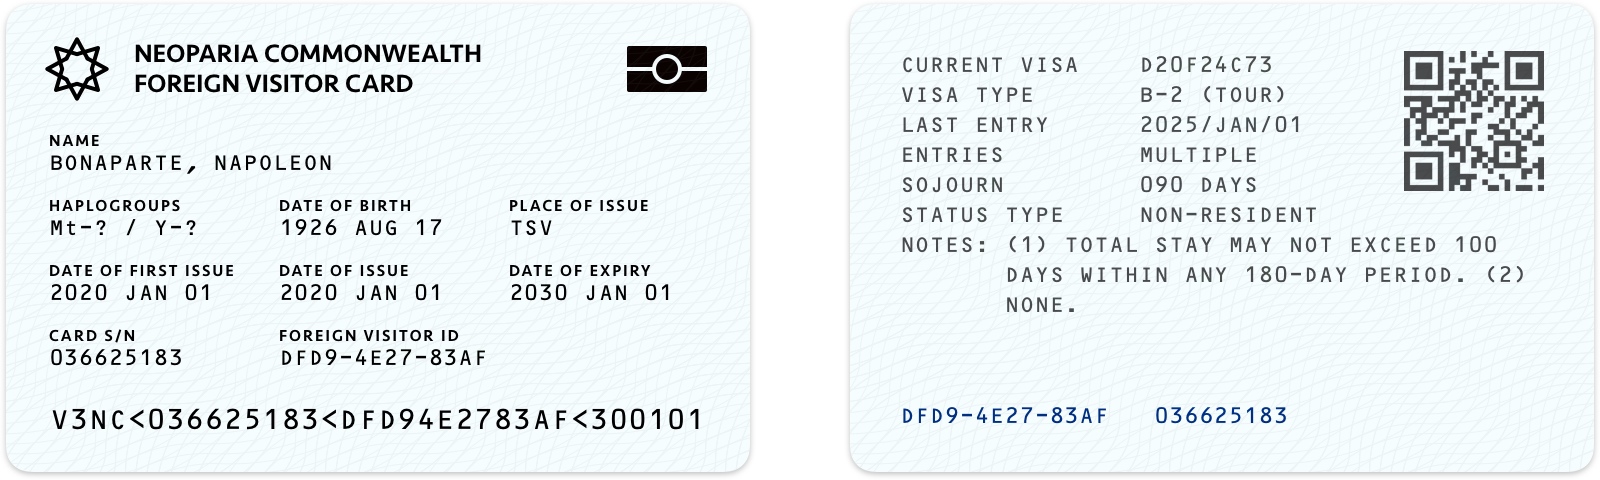 NEOPARIA COMMONWEALTH
FOREIGN VISITOR CARD
NAME
BONAPARTE, NAPOLEON
HAPLOGROUPS DATE OF BIRTH PLACE OF ISSUE
Mt-? / Y-? 1926 AUG 17 TSV
DATE OF FIRST ISSUE DATE OF ISSUE DATE OF EXPIRY
2020 JAN 01 2020 JAN 01 2030 JAN 01
CARD S/N FOREIGN VISITOR ID
036625183 DFD9-4E27-83AF
V3NC<036625183<DFD94E2783AF<300101
CURRENT VISA D20F24C73
VISA TYPE B-2 (TOUR)
LAST ENTRY 2025/JAN/01
ENTRIES MULTIPLE
SOJOURN 090 DAYS
STATUS TYPE NON-RESIDENT
NOTES: (1) TOTAL STAY MAY NOT EXCEED 100
DAYS WITHIN ANY 180-DAY PERIOD. (2)
NONE.
DFD9-4E27-83AF 036625183